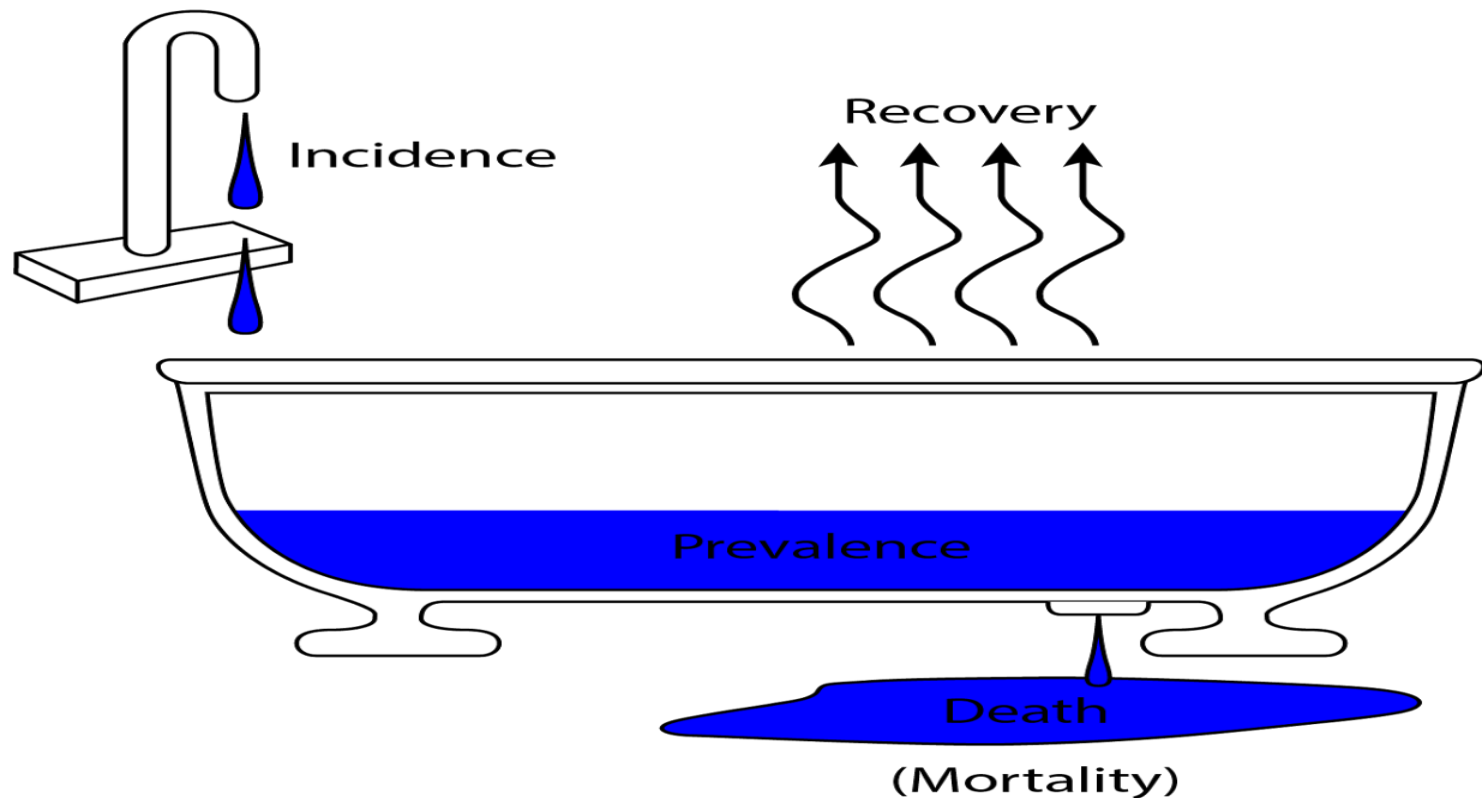 Recovery
Incidence
Prevalence
Death
(Mortality)